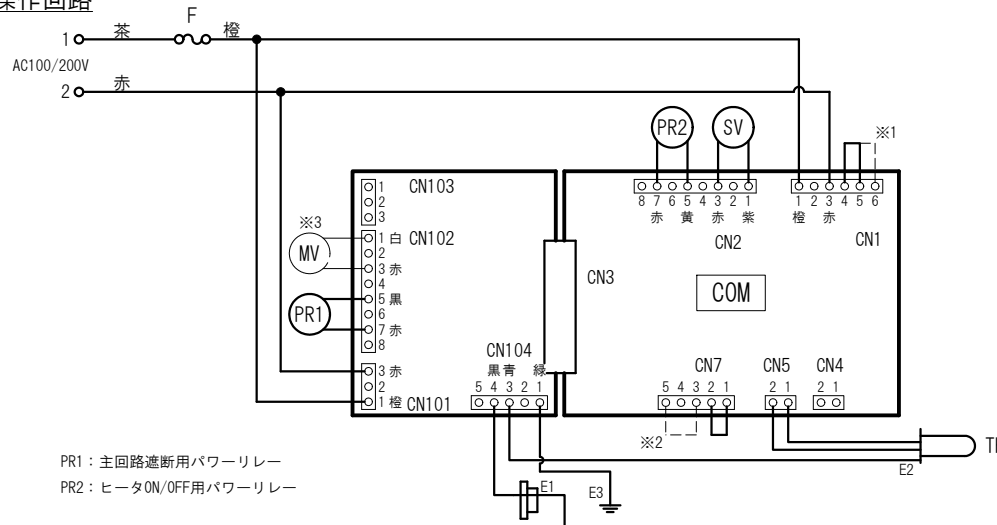 操作回路
F
1 茶 橙
AC100/200V
2 赤
PR2 SV ※1
CN103
1
2
3
8 7 6 5 4 3 2 1
赤 黄 赤 紫
CN2
1 2 3 4 5 6
橙 赤
CN1
※3
MV
PR1
CN102
1 白
2
3 赤
4
5 黒
6
7 赤
8
CN3
COM
CN104
黒 青 緑
5 4 3 2 1
3 赤
2
1 橙 CN101
CN7
5 4 3 2 1
※2
CN5
2 1
CN4
2 1
E2
E1
E3
PR1：主回路遮断用パワーリレー
PR2：ヒータON/OFF用パワーリレー